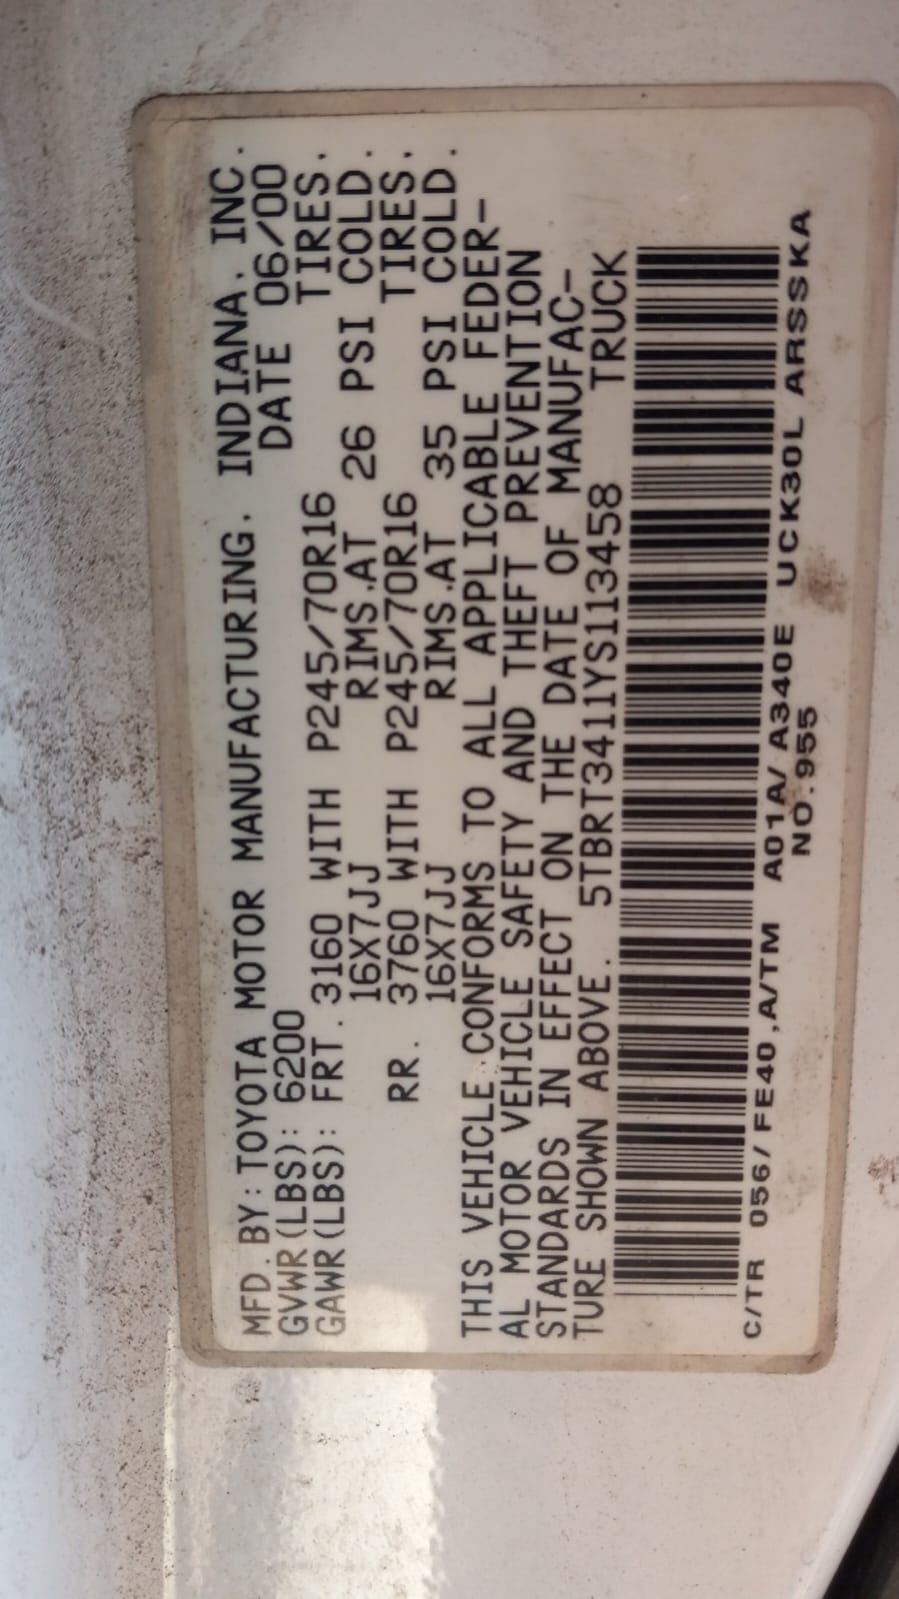 MFD.BY:TOYOTA MOTOR MANUFACTURING. INDIANA. INC.
GVWR(LBS): 6200 DATE 06/00
GAWR(LBS): FRT. 3160 WITH P245/70R16 TIRES.
16X7JJ RIMS.AT 26 PSI COLD.
RR. 3760 WITH P245/70R16 TIRES.
16X7JJ RIMS.AT 35 PSI COLD.
THIS VEHICLE CONFORMS TO ALL APPLICABLE FEDER-
AL MOTOR VEHICLE SAFETY AND THEFT PREVENTION
STANDARDS IN EFFECT ON THE DATE OF MANUFAC-
TURE SHOWN ABOVE. 5TBRT3411YS113458 TRUCK
C/TR 056/FE40,A/TM A01A/A340E UCK30L ARSSKA
NO.955